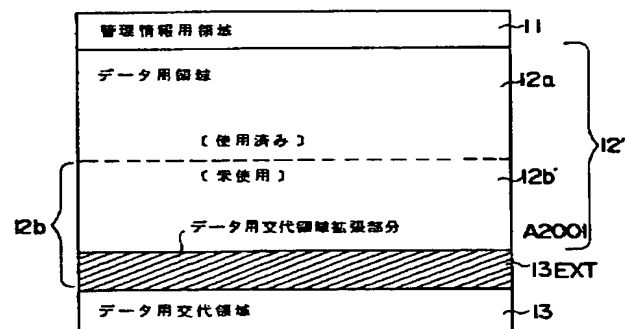 管理情報用領域
11
データ用領域
12a
〔使用済み〕
12'
〔未使用〕
12b'
12b
データ用交代領域拡張部分
A2001
13EXT
データ用交代領域
13